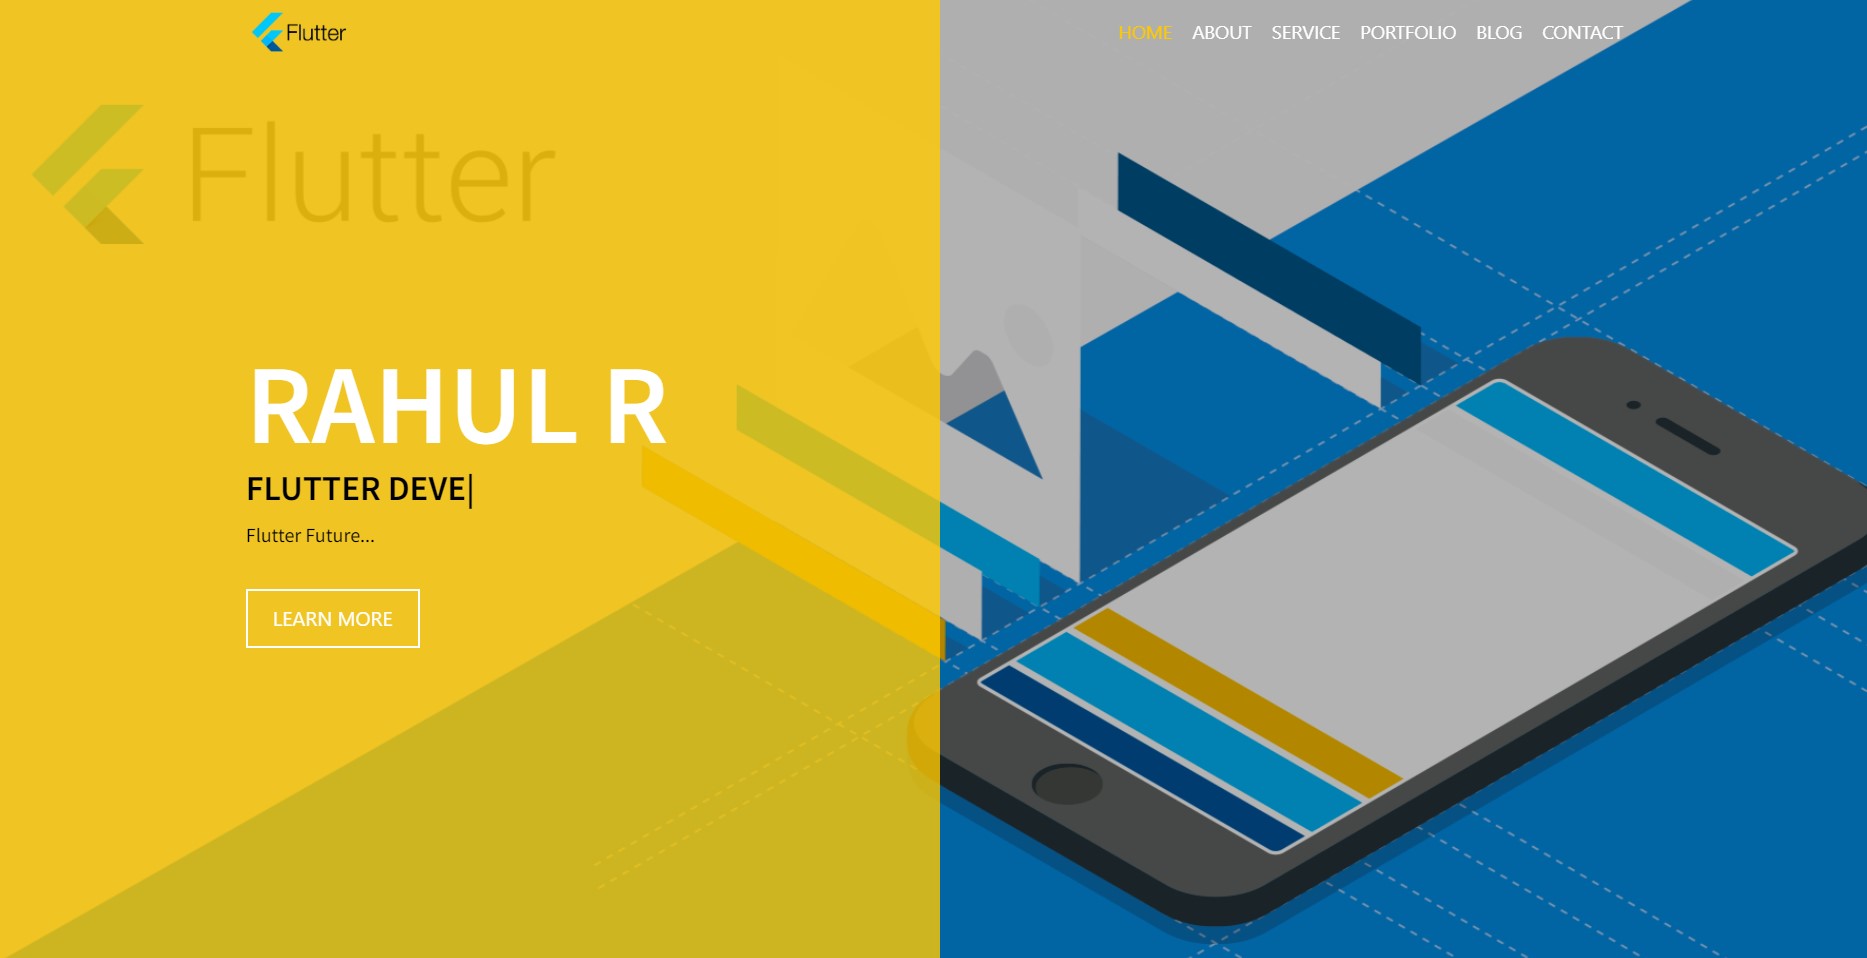 Flutter
HOME ABOUT SERVICE PORTFOLIO BLOG CONTACT
Flutter
RAHUL R
FLUTTER DEVE
Flutter Future...
LEARN MORE